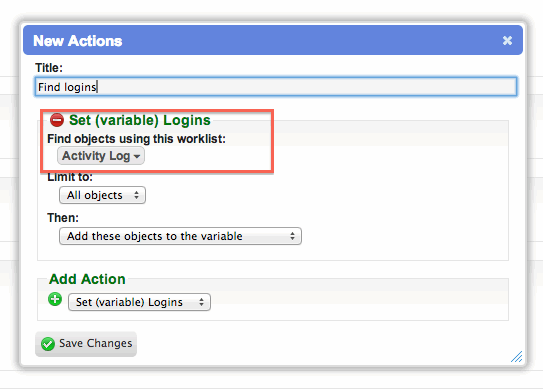 New Actions
Title:
Find logins
Set (variable) Logins
Find objects using this worklist:
Activity Log
Limit to:
All objects
Then:
Add these objects to the variable
Add Action
Set (variable) Logins
Save Changes